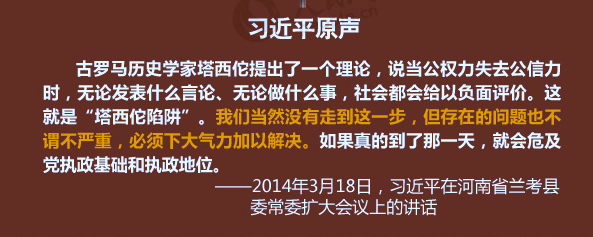 习近平原声
古罗马历史学家塔西佗提出了一个理论，说当公权力失去公信力
时，无论发表什么言论、无论做什么事，社会都会给以负面评价。这
就是“塔西佗陷阱”。我们当然没有走到这一步，但存在的问题也不
谓不严重，必须下大气力加以解决。如果真的到了那一天，就会危及
党执政基础和执政地位。
——2014年3月18日，习近平在河南省兰考县
委常委扩大会议上的讲话